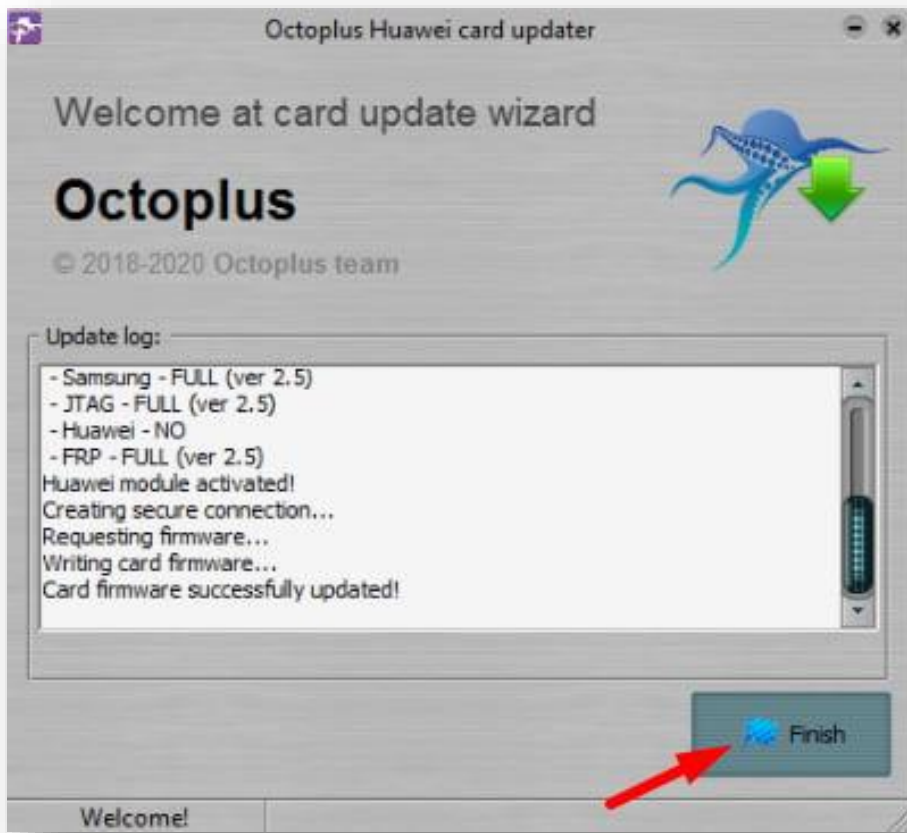 Octoplus Huawei card updater
Welcome at card update wizard
Octoplus
© 2018-2020 Octoplus team
Update log:
- Samsung - FULL (ver 2.5)
- JTAG - FULL (ver 2.5)
- Huawei - NO
- FRP - FULL (ver 2.5)
Huawei module activated!
Creating secure connection...
Requesting firmware...
Writing card firmware...
Card firmware successfully updated!
Finish
Welcome!